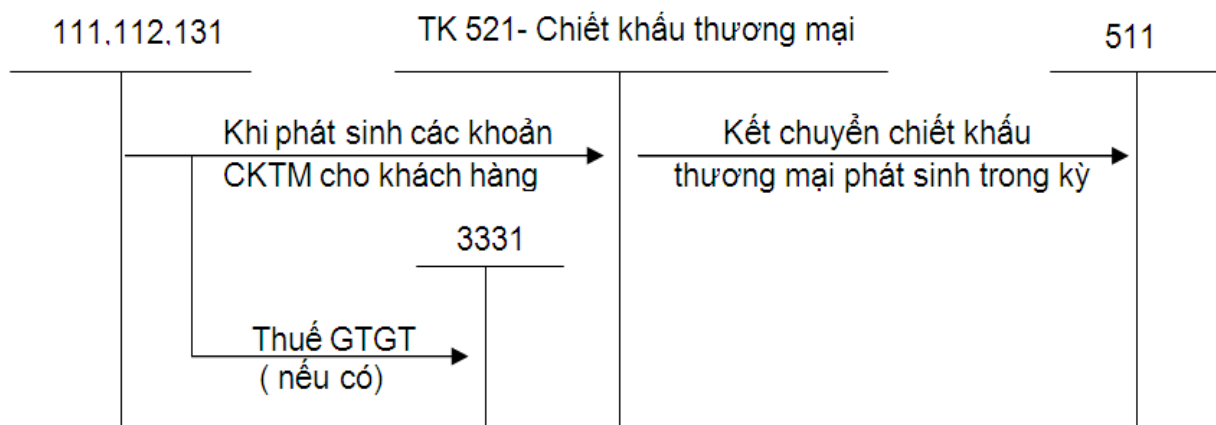 111,112,131
TK 521- Chiết khấu thương mại
511
Khi phát sinh các khoản
CKTM cho khách hàng
Kết chuyển chiết khấu
thương mại phát sinh trong kỳ
3331
Thuế GTGT
( nếu có)